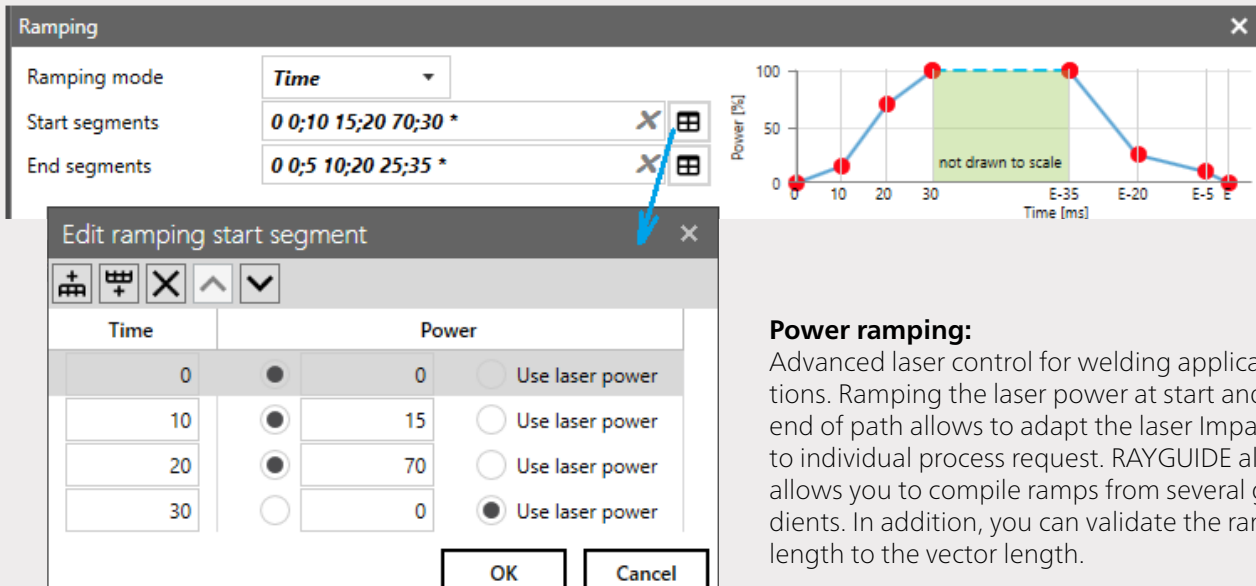 Ramping
Ramping mode
Time
Start segments
0 0;10 15;20 70;30 *
End segments
0 0;5 10;20 25;35 *
100
50
0
Power [%]
not drawn to scale
0 10 20 30 E-35 E-20 E-5 E
Time [ms]
Edit ramping start segment
Time Power
0 0 Use laser power
10 15 Use laser power
20 70 Use laser power
30 0 Use laser power
OK Cancel
Power ramping:
Advanced laser control for welding applica
tions. Ramping the laser power at start and
end of path allows to adapt the laser Impa
to individual process request. RAYGUIDE al
allows you to compile ramps from several g
dients. In addition, you can validate the ram
length to the vector length.